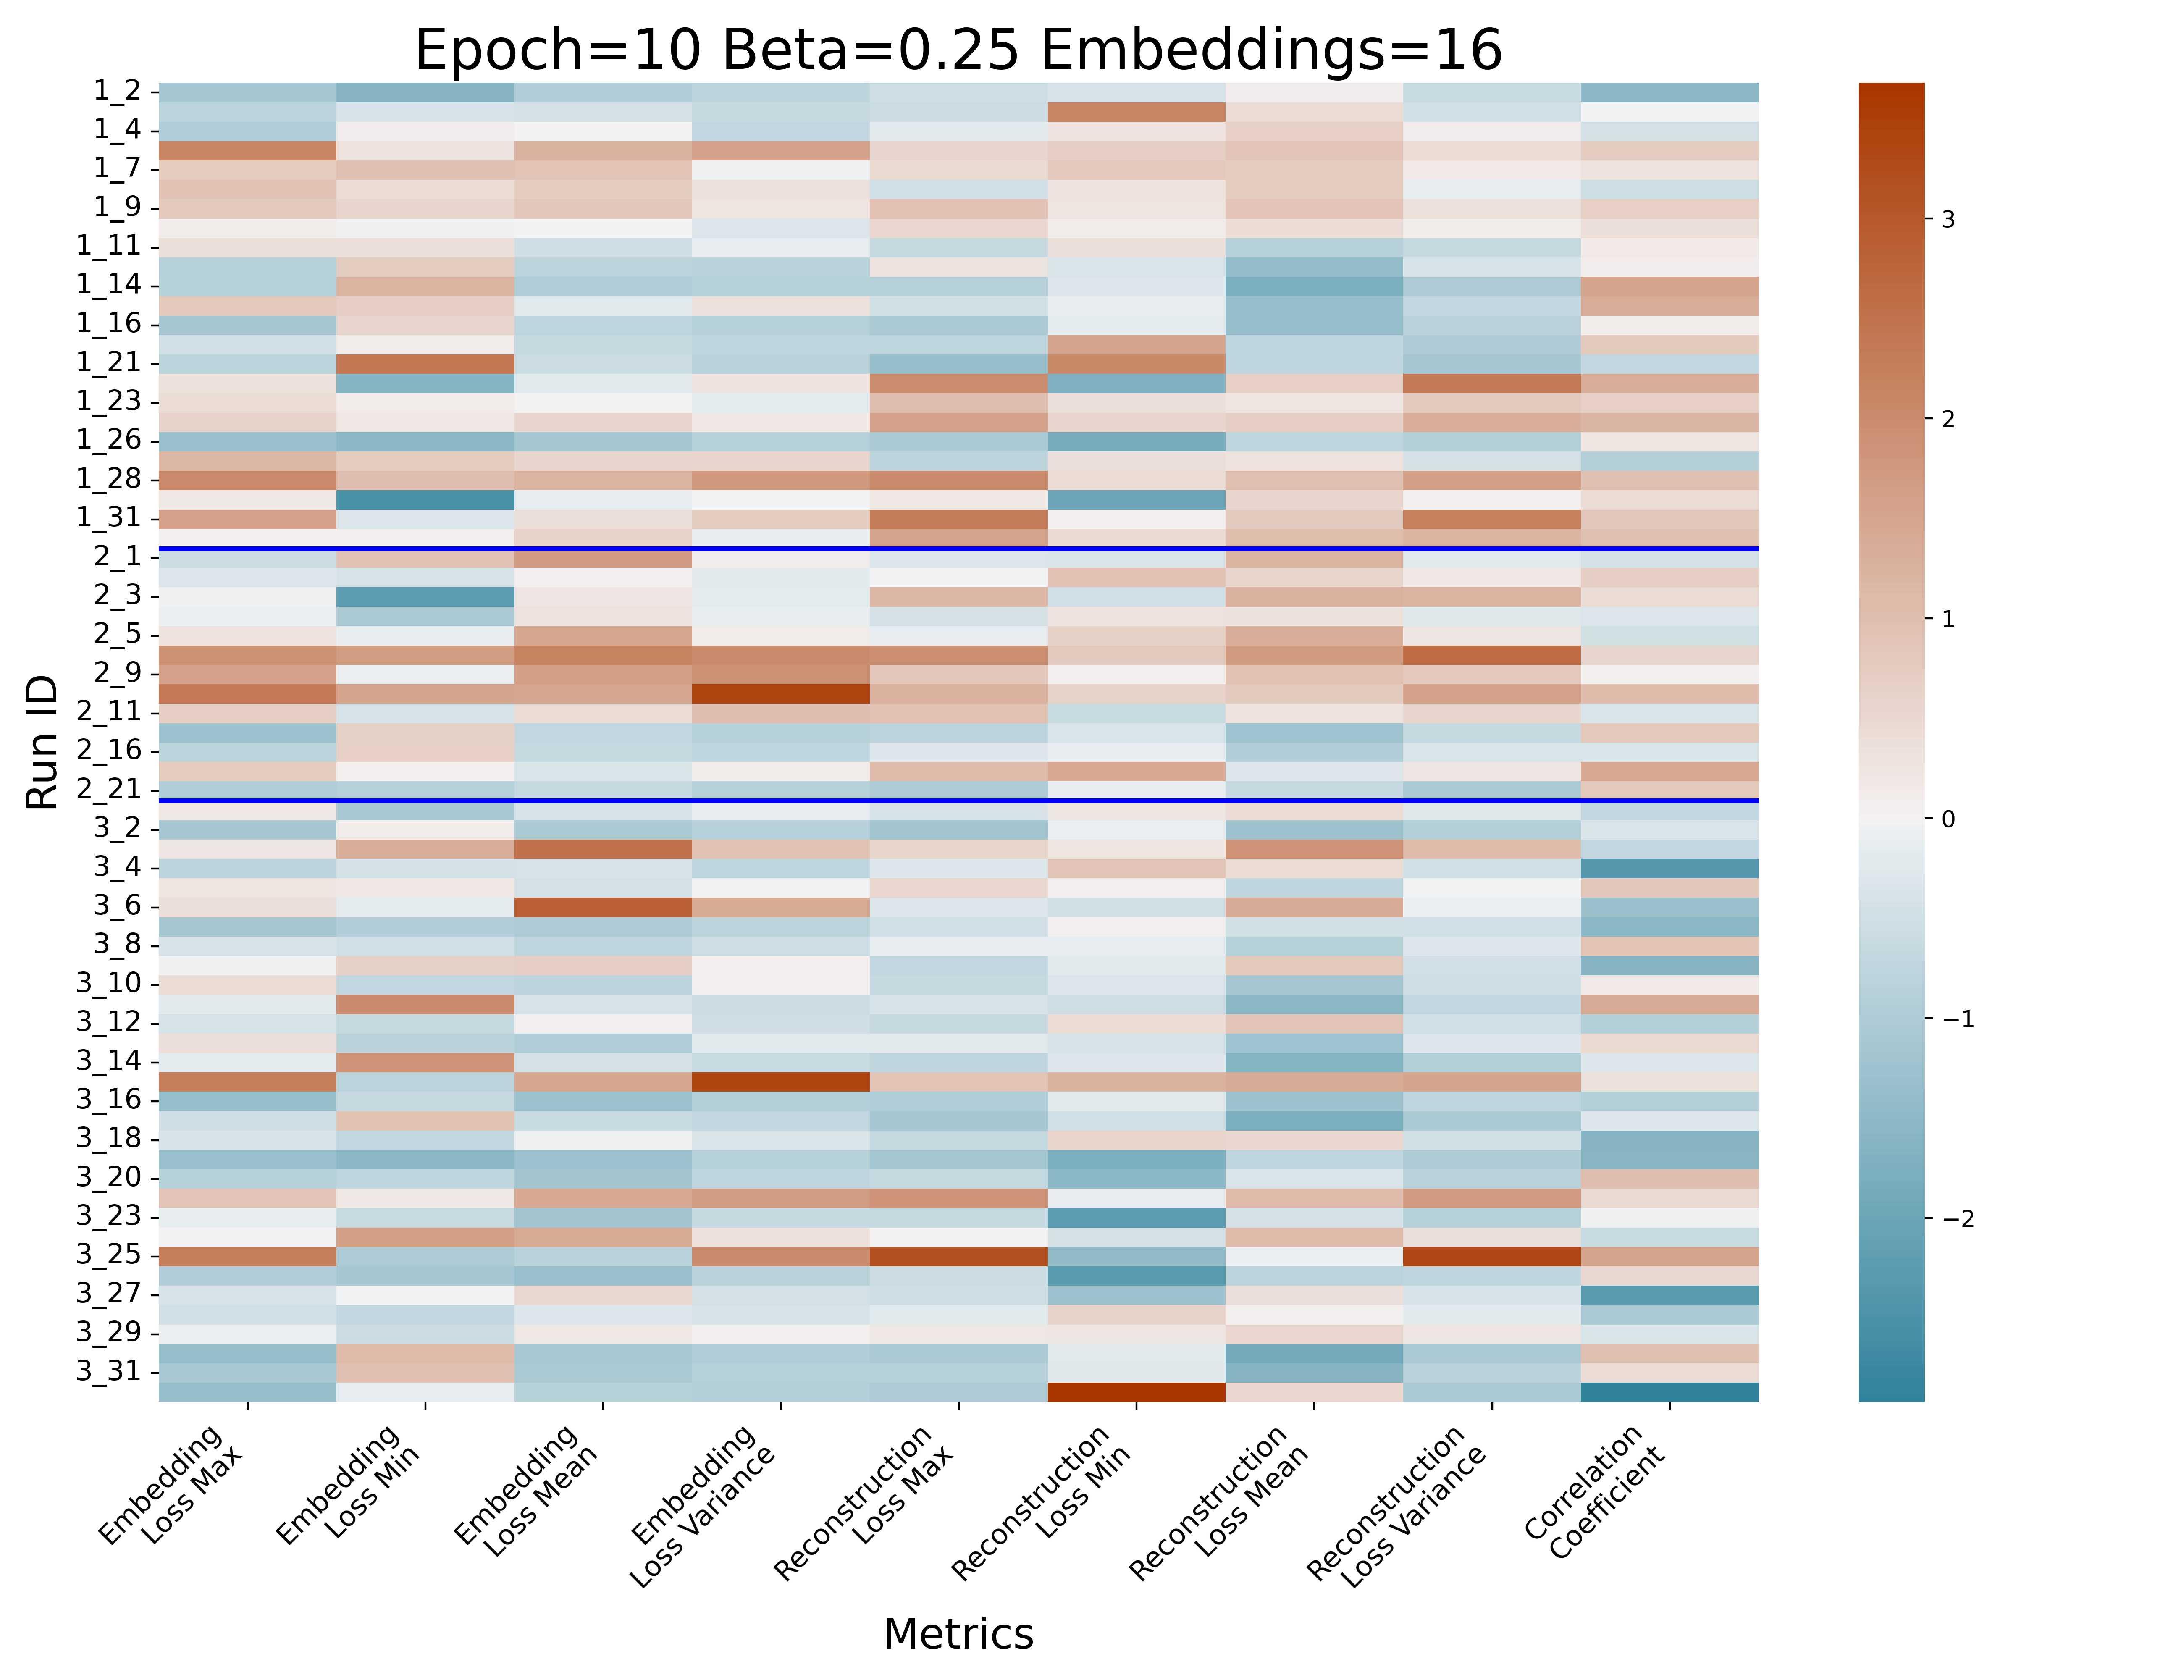 Epoch=10 Beta=0.25 Embeddings=16
1_2
1_4
1_7
1_9
1_11
1_14
1_16
1_21
1_23
1_26
1_28
1_31
2_1
2_3
2_5
2_9
2_11
2_16
2_21
3_2
3_4
3_6
3_8
3_10
3_12
3_14
3_16
3_18
3_20
3_23
3_25
3_27
3_29
3_31
Run ID
Embedding
Loss Max
Embedding
Loss Min
Embedding
Loss Mean
Embedding
Loss Variance
Reconstruction
Loss Max
Reconstruction
Loss Min
Reconstruction
Loss Mean
Reconstruction
Loss Variance
Correlation
Coefficient
Metrics
3
2
1
0
−1
−2